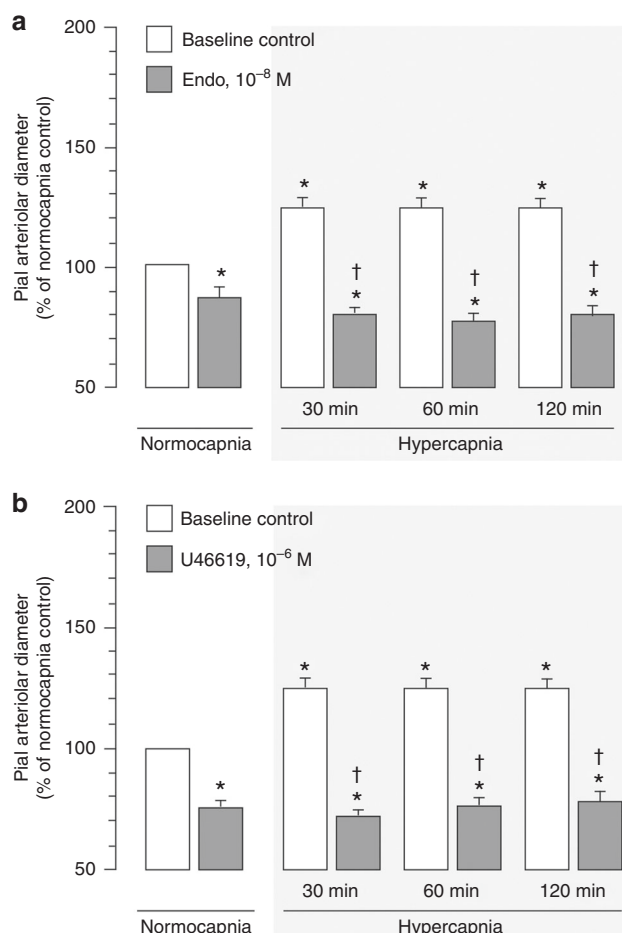 a
200
150
100
50
Pial arteriolar diameter
(% of normocapnia control)
Baseline control
Endo, 10⁻⁸ M
*
*
†
*
*
†
*
*
†
*
30 min 60 min 120 min
Normocapnia Hypercapnia
b
200
150
100
50
Pial arteriolar diameter
(% of normocapnia control)
Baseline control
U46619, 10⁻⁶ M
*
*
†
*
*
†
*
*
†
*
30 min 60 min 120 min
Normocapnia Hypercapnia